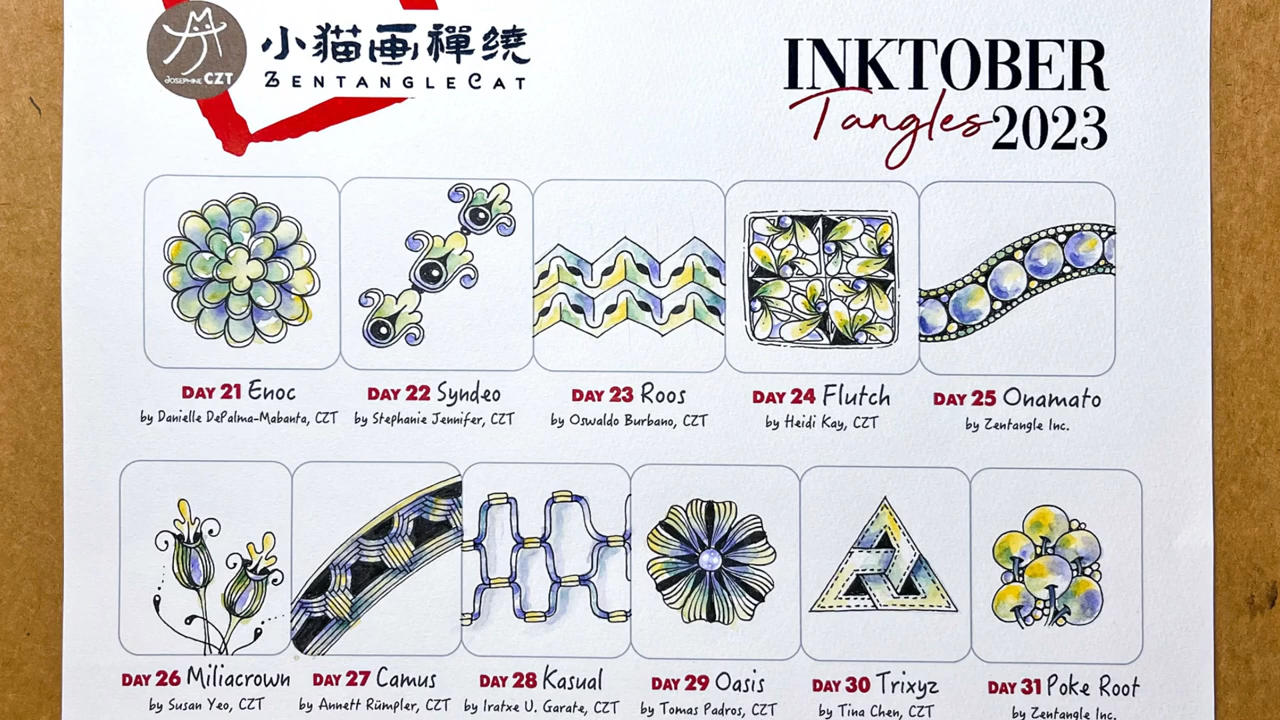 小猫画禪绕
ZENTANGLECAT
JOSEPHINE CZT
INKTOBER
Tangles 2023
DAY 21 Enoc
by Danielle DePalma-Mabanta, CZT
DAY 22 Syndeo
by Stephanie Jennifer, CZT
DAY 23 Roos
by Oswaldo Burbano, CZT
DAY 24 Flutch
by Heidi Kay, CZT
DAY 25 Onamato
by Zentangle Inc.
DAY 26 Miliacrown
by Susan Yeo, CZT
DAY 27 Camus
by Annett Rümpler, CZT
DAY 28 Kasual
by Iratxe U. Garate, CZT
DAY 29 Oasis
by Tomas Padros, CZT
DAY 30 Trixyz
by Tina Chen, CZT
DAY 31 Poke Root
by Zentangle Inc.